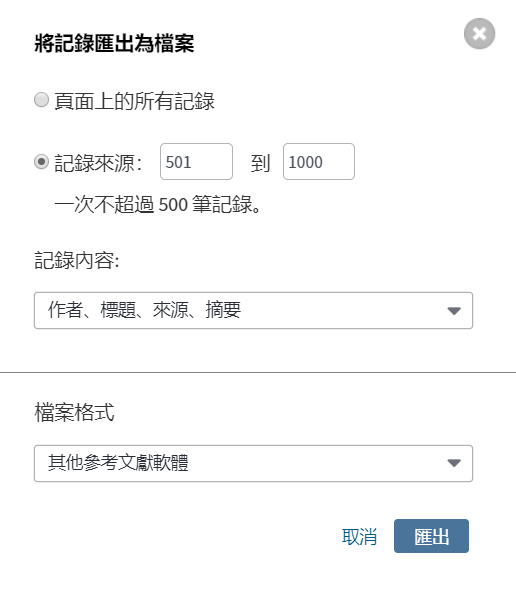 將記錄匯出為檔案
頁面上的所有記錄
記錄來源: 501 到 1000
一次不超過 500 筆記錄。
記錄內容:
作者、標題、來源、摘要
檔案格式
其他參考文獻軟體
取消 匯出